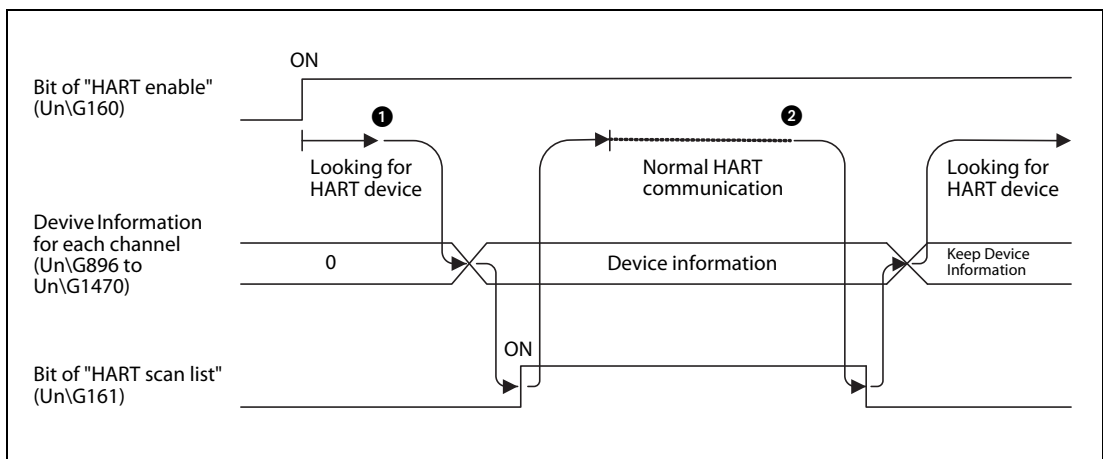 ON
Bit of "HART enable"
(Un\G160)
❶
❷
Looking for
HART device
Normal HART
communication
Looking for
HART device
Devive Information
for each channel
(Un\G896 to
Un\G1470)
0
Device information
Keep Device
Information
ON
Bit of "HART scan list"
(Un\G161)